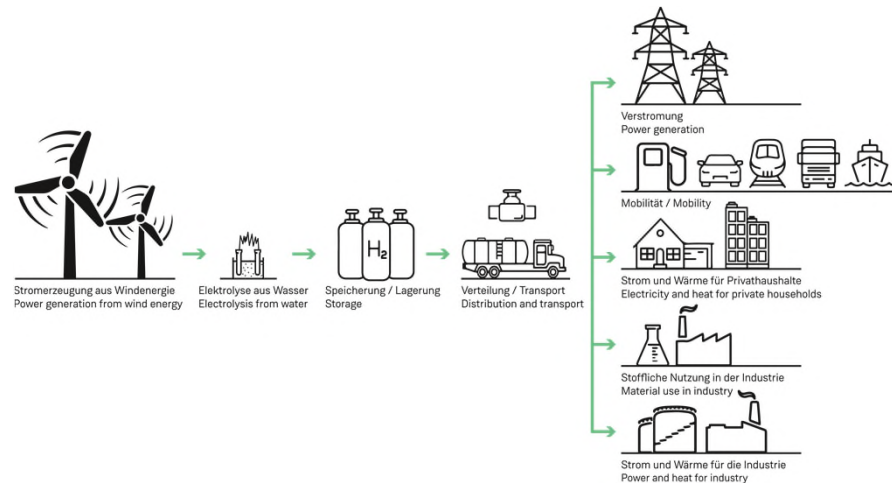 Verstromung
Power generation
Mobilität / Mobility
H₂
Stromerzeugung aus Windenergie
Power generation from wind energy
Elektrolyse aus Wasser
Electrolysis from water
Speicherung / Lagerung
Storage
Verteilung / Transport
Distribution and transport
Strom und Wärme für Privathaushalte
Electricity and heat for private households
Stoffliche Nutzung in der Industrie
Material use in industry
Strom und Wärme für die Industrie
Power and heat for industry